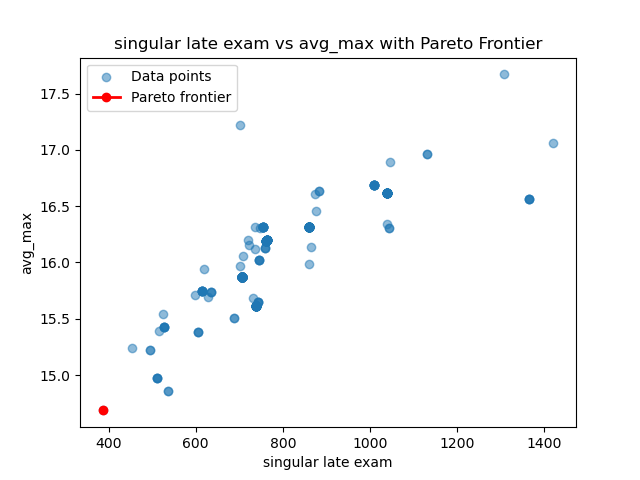 singular late exam vs avg_max with Pareto Frontier
Data points
Pareto frontier
17.5
17.0
16.5
16.0
15.5
15.0
avg_max
400 600 800 1000 1200 1400
singular late exam